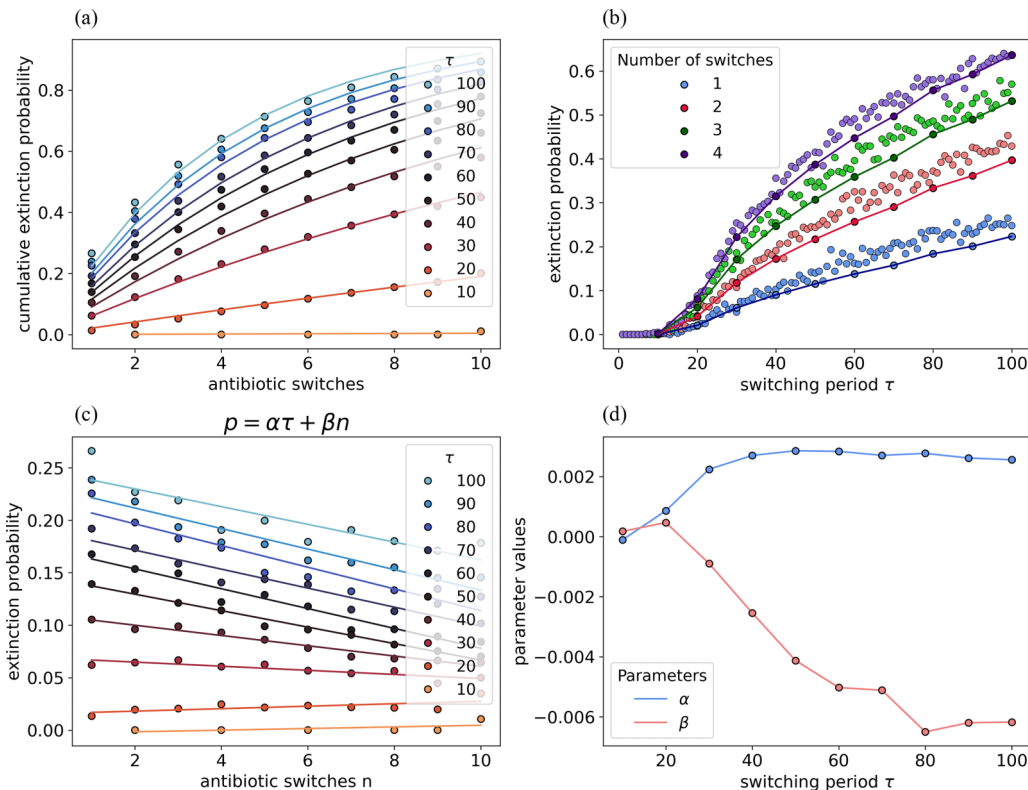 (a)
cumulative extinction probability
0.8
0.6
0.4
0.2
0.0
2 4 6 8 10
antibiotic switches
τ
100
90
80
70
60
50
40
30
20
10
(b)
extinction probability
0.6
0.5
0.4
0.3
0.2
0.1
0.0
0 20 40 60 80 100
switching period τ
Number of switches
1
2
3
4
(c)
p = ατ + βn
extinction probability
0.25
0.20
0.15
0.10
0.05
0.00
2 4 6 8 10
antibiotic switches n
τ
100
90
80
70
60
50
40
30
20
10
(d)
parameter values
0.002
0.000
−0.002
−0.004
−0.006
20 40 60 80 100
switching period τ
Parameters
α
β